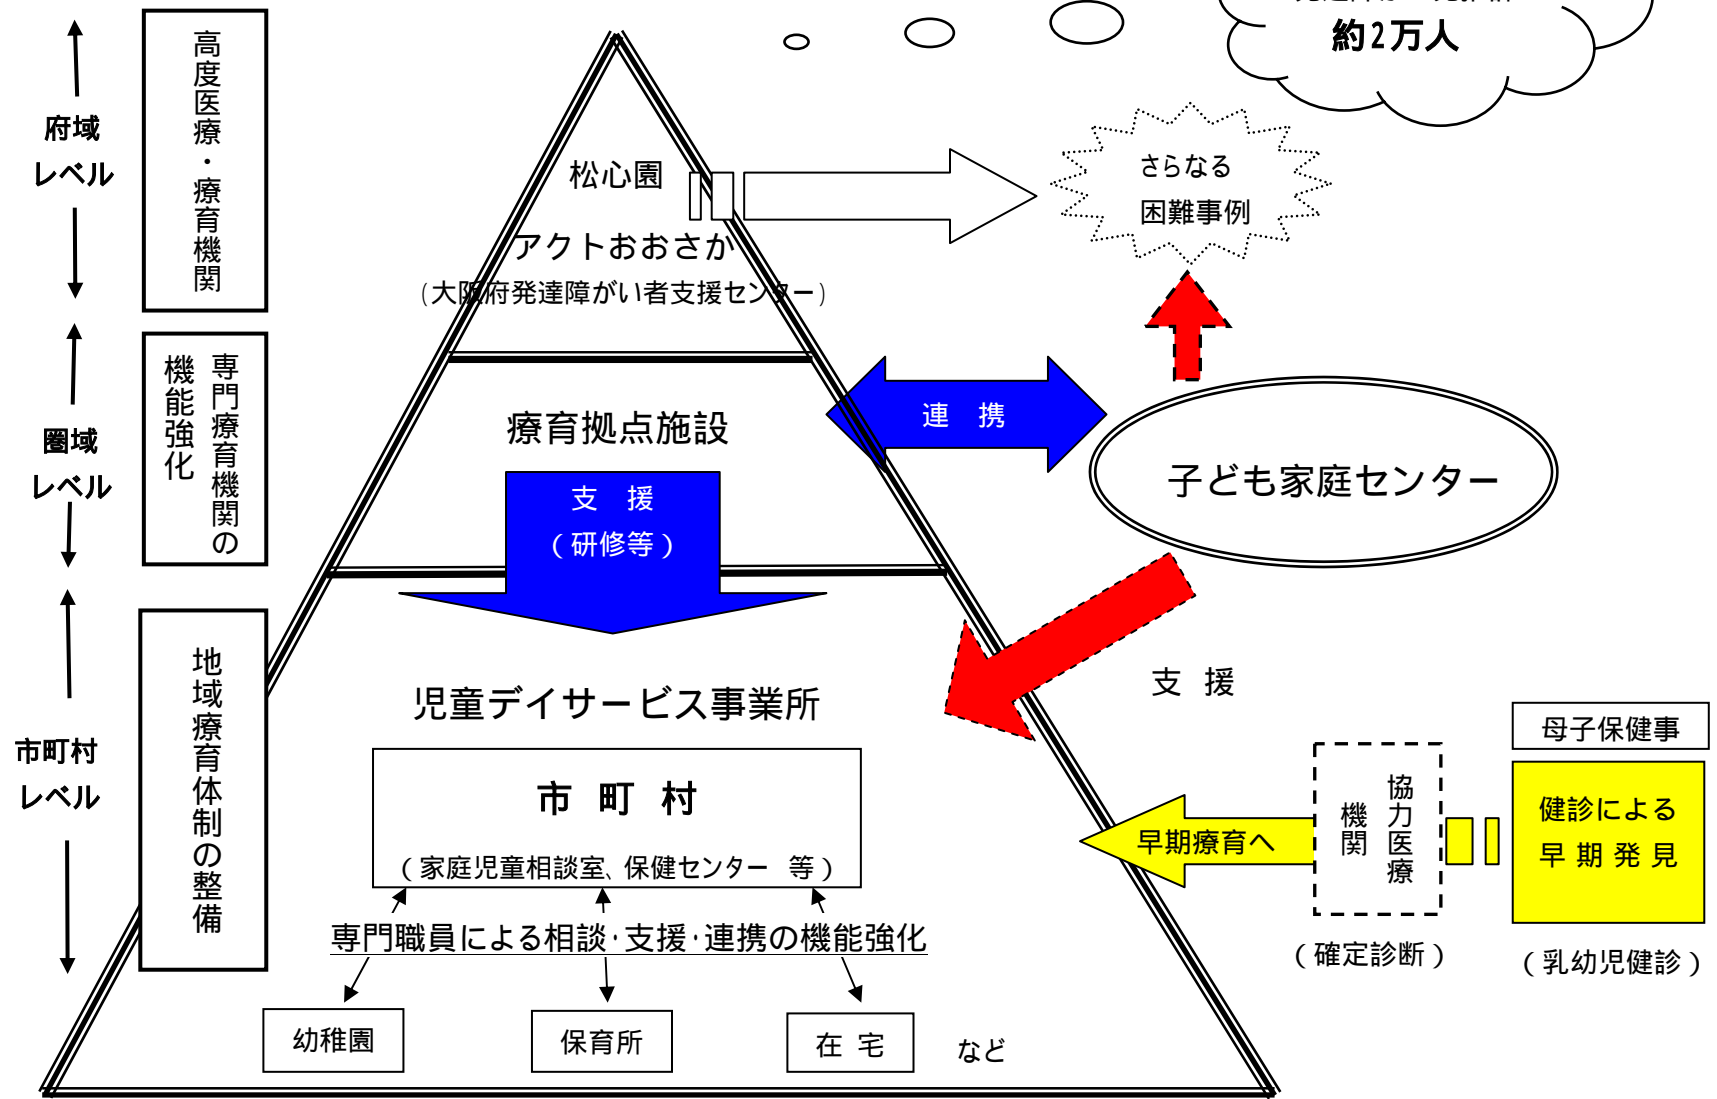 約2万人
府域
レベル
高度医療・療育機関
松心園
アクトおおさか
(大阪府発達障がい者支援センター)
さらなる
困難事例
圏域
レベル
専門療育機関の
機能強化
療育拠点施設
連 携
子ども家庭センター
支 援
(研修等)
市町村
レベル
地域療育体制の整備
児童デイサービス事業所
支 援
市 町 村
(家庭児童相談室、保健センター 等)
早期療育へ
協力医療
機関
(確定診断)
母子保健事
健診による
早期発見
(乳幼児健診)
専門職員による相談・支援・連携の機能強化
幼稚園
保育所
在 宅
など